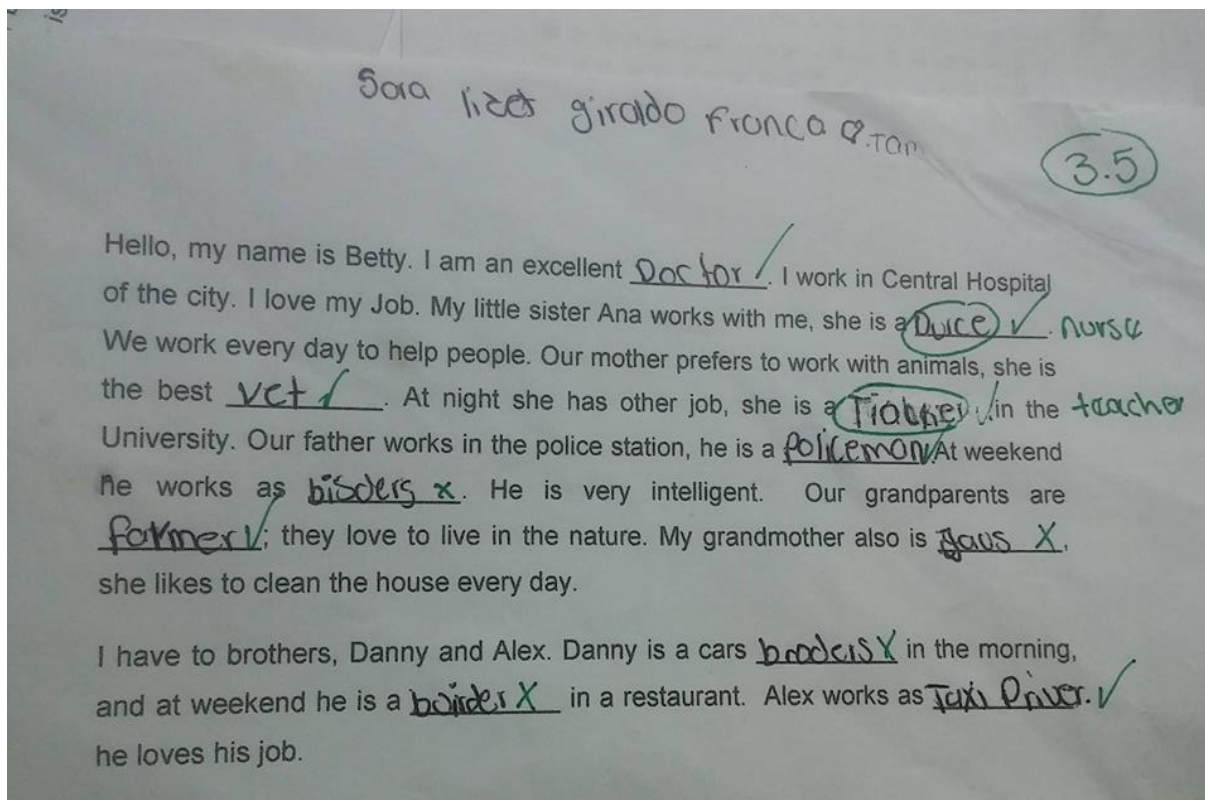 is
Sara lizet giraldo franca
3.5
Hello, my name is Betty. I am an excellent Doctor. I work in Central Hospital
of the city. I love my Job. My little sister Ana works with me, she is a Durce. nurse
We work every day to help people. Our mother prefers to work with animals, she is
the best vet. At night she has other job, she is a in the teacher
University. Our father works in the police station, he is a policeman. At weekend
he works as bisders x. He is very intelligent. Our grandparents are
farmer; they love to live in the nature. My grandmother also is X,
she likes to clean the house every day.
I have to brothers, Danny and Alex. Danny is a cars X in the morning,
and at weekend he is a X in a restaurant. Alex works as Taxi Driver.
he loves his job.